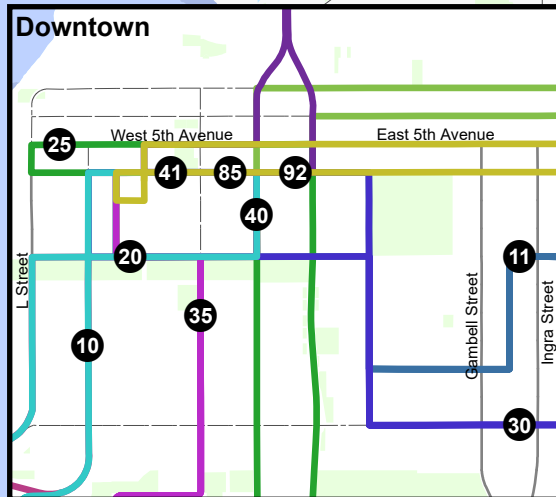 Downtown
West 5th Avenue
East 5th Avenue
25
41
85
92
40
20
11
L Street
35
10
Gambell Street
Ingra Street
30